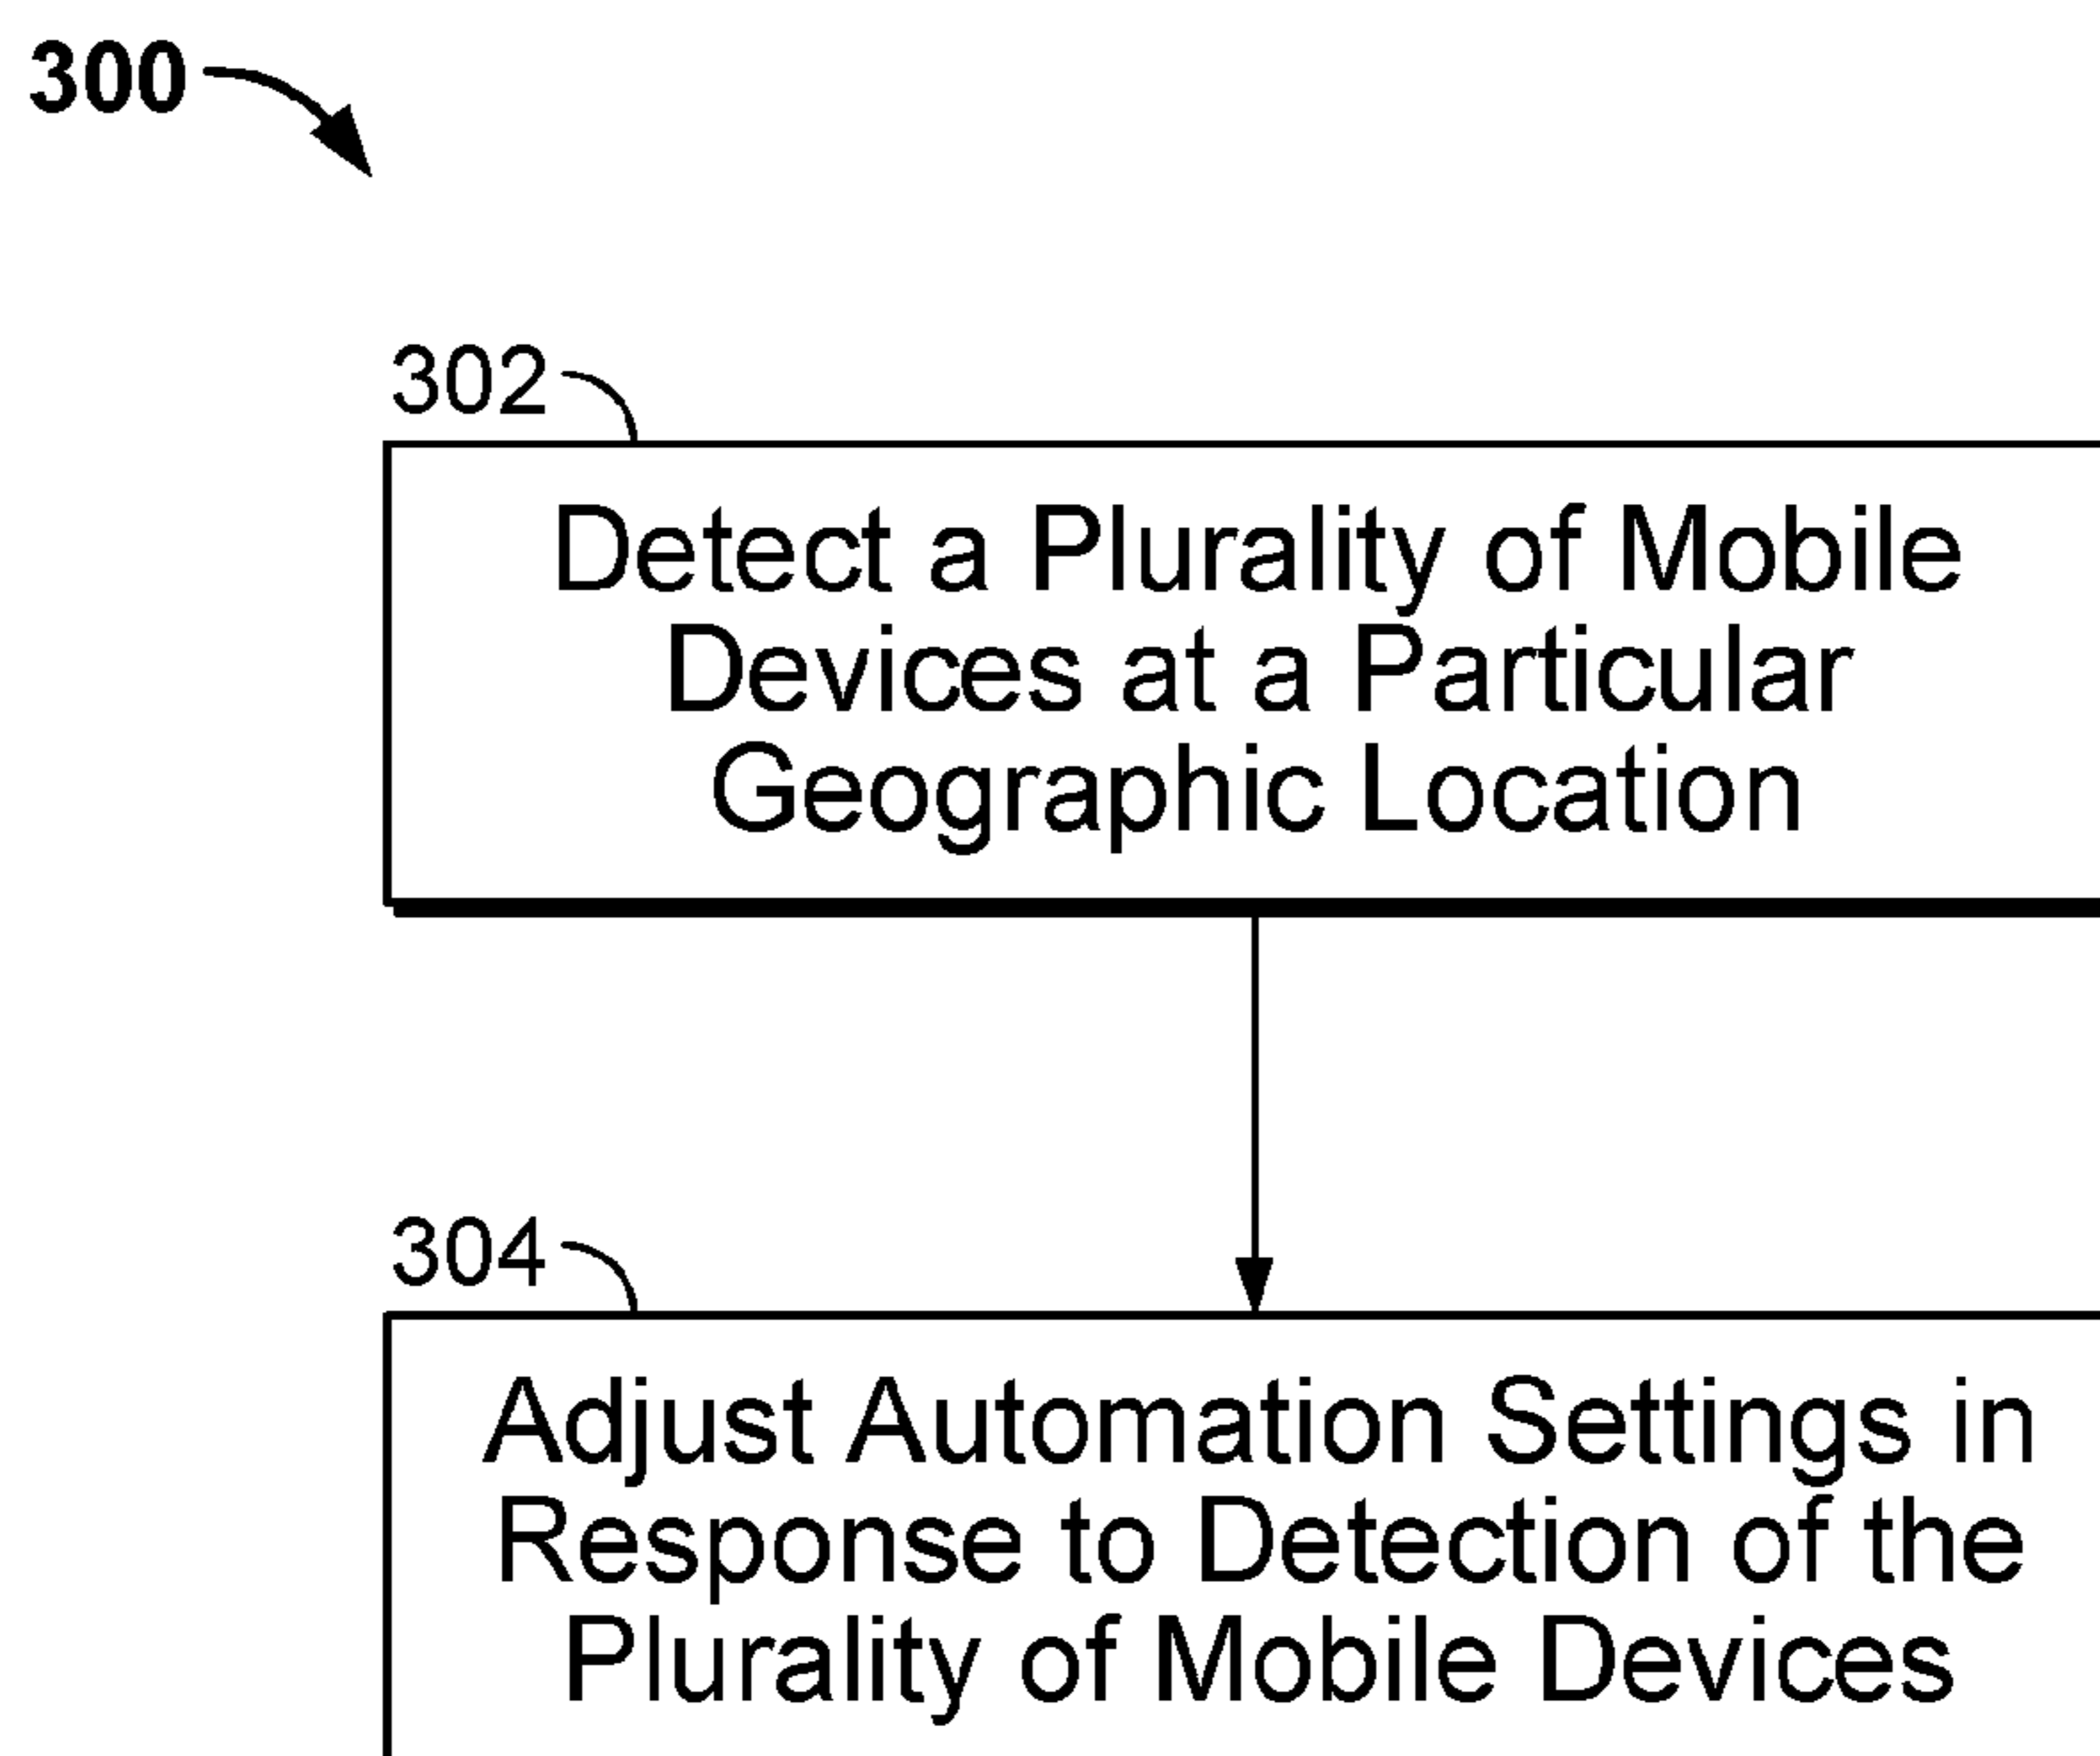 300
302
Detect a Plurality of Mobile
Devices at a Particular
Geographic Location
304
Adjust Automation Settings in
Response to Detection of the
Plurality of Mobile Devices